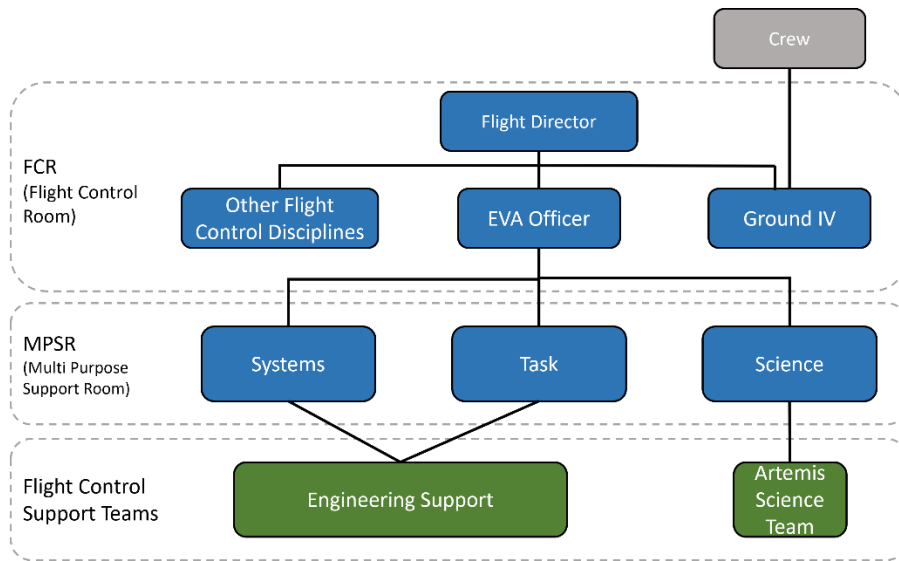 Crew
Flight Director
FCR
(Flight Control
Room)
Other Flight
Control Disciplines
EVA Officer
Ground IV
MPSR
(Multi Purpose
Support Room)
Systems
Task
Science
Flight Control
Support Teams
Engineering Support
Artemis
Science
Team